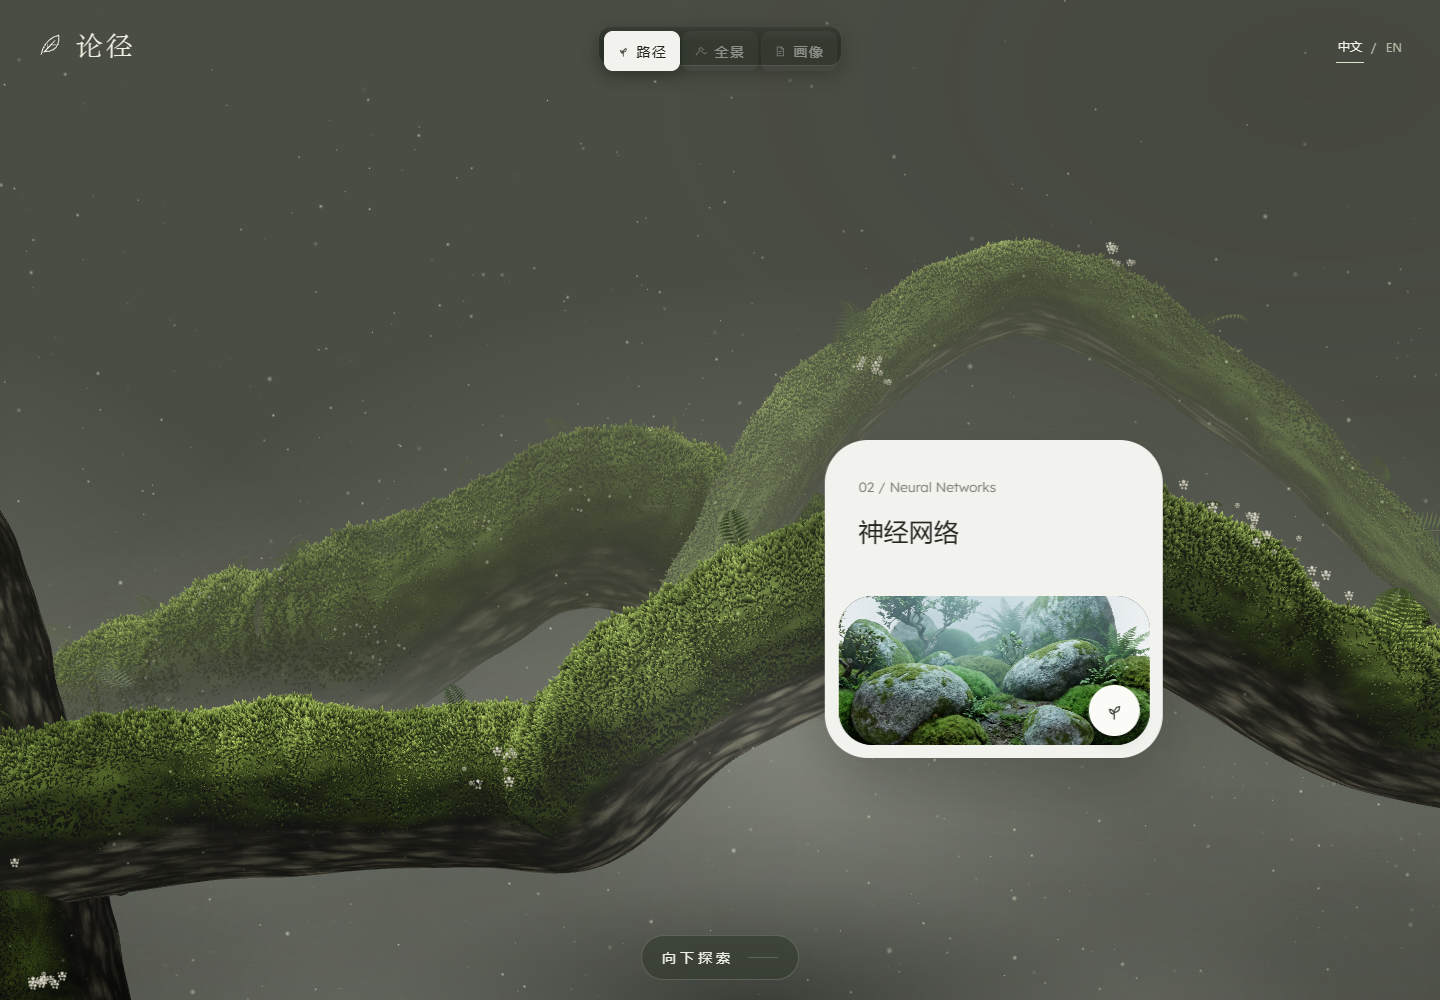 论径
路径
全景
画像
中文 / EN
02 / Neural Networks
神经网络
向下探索